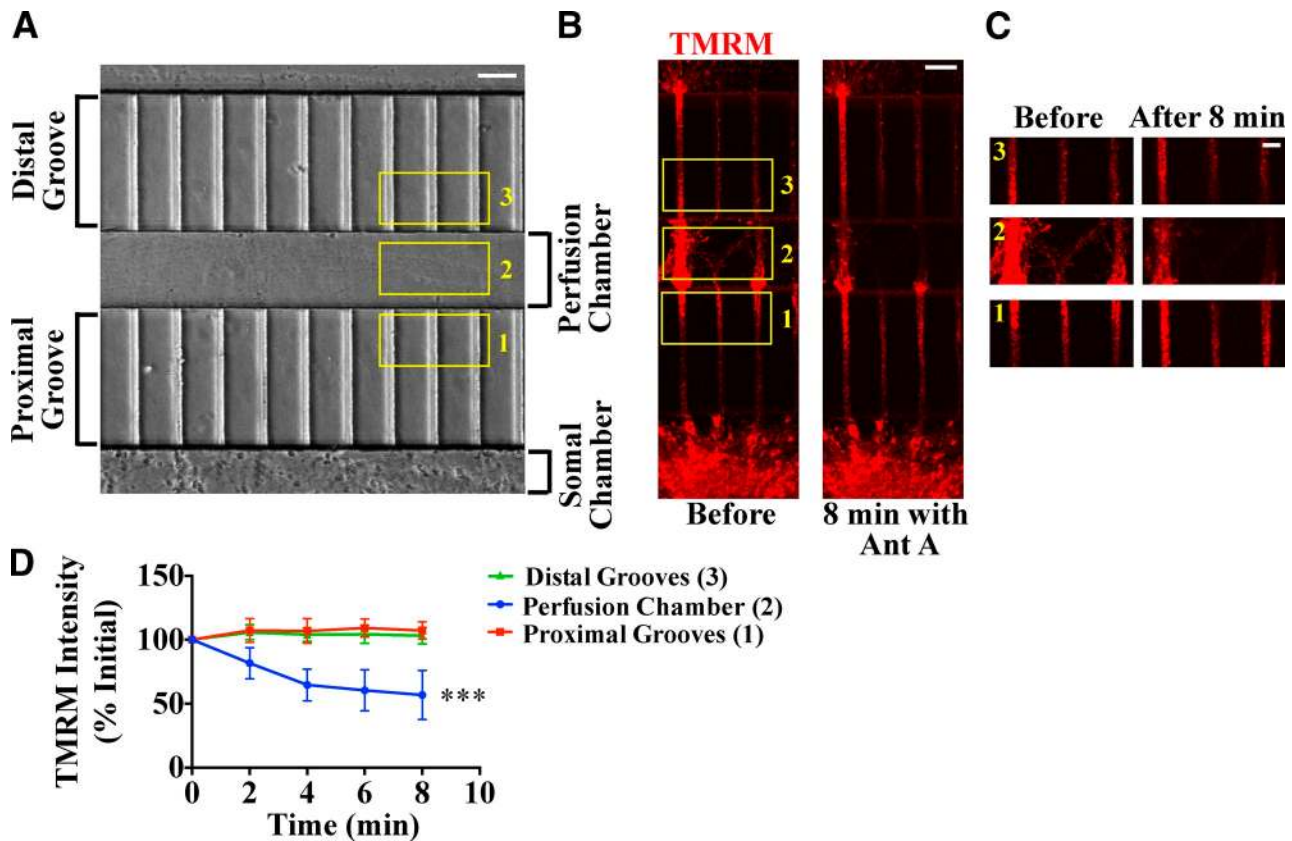 A
Distal
Groove
Proximal
Groove
3
2
1
Perfusion
Chamber
Somal
Chamber
B
TMRM
3
2
1
Before
8 min with
Ant A
C
Before
After 8 min
3
2
1
D
TMRM Intensity
(% Initial)
150
100
50
0
0
2
4
6
8
10
Time (min)
***
Distal Grooves (3)
Perfusion Chamber (2)
Proximal Grooves (1)